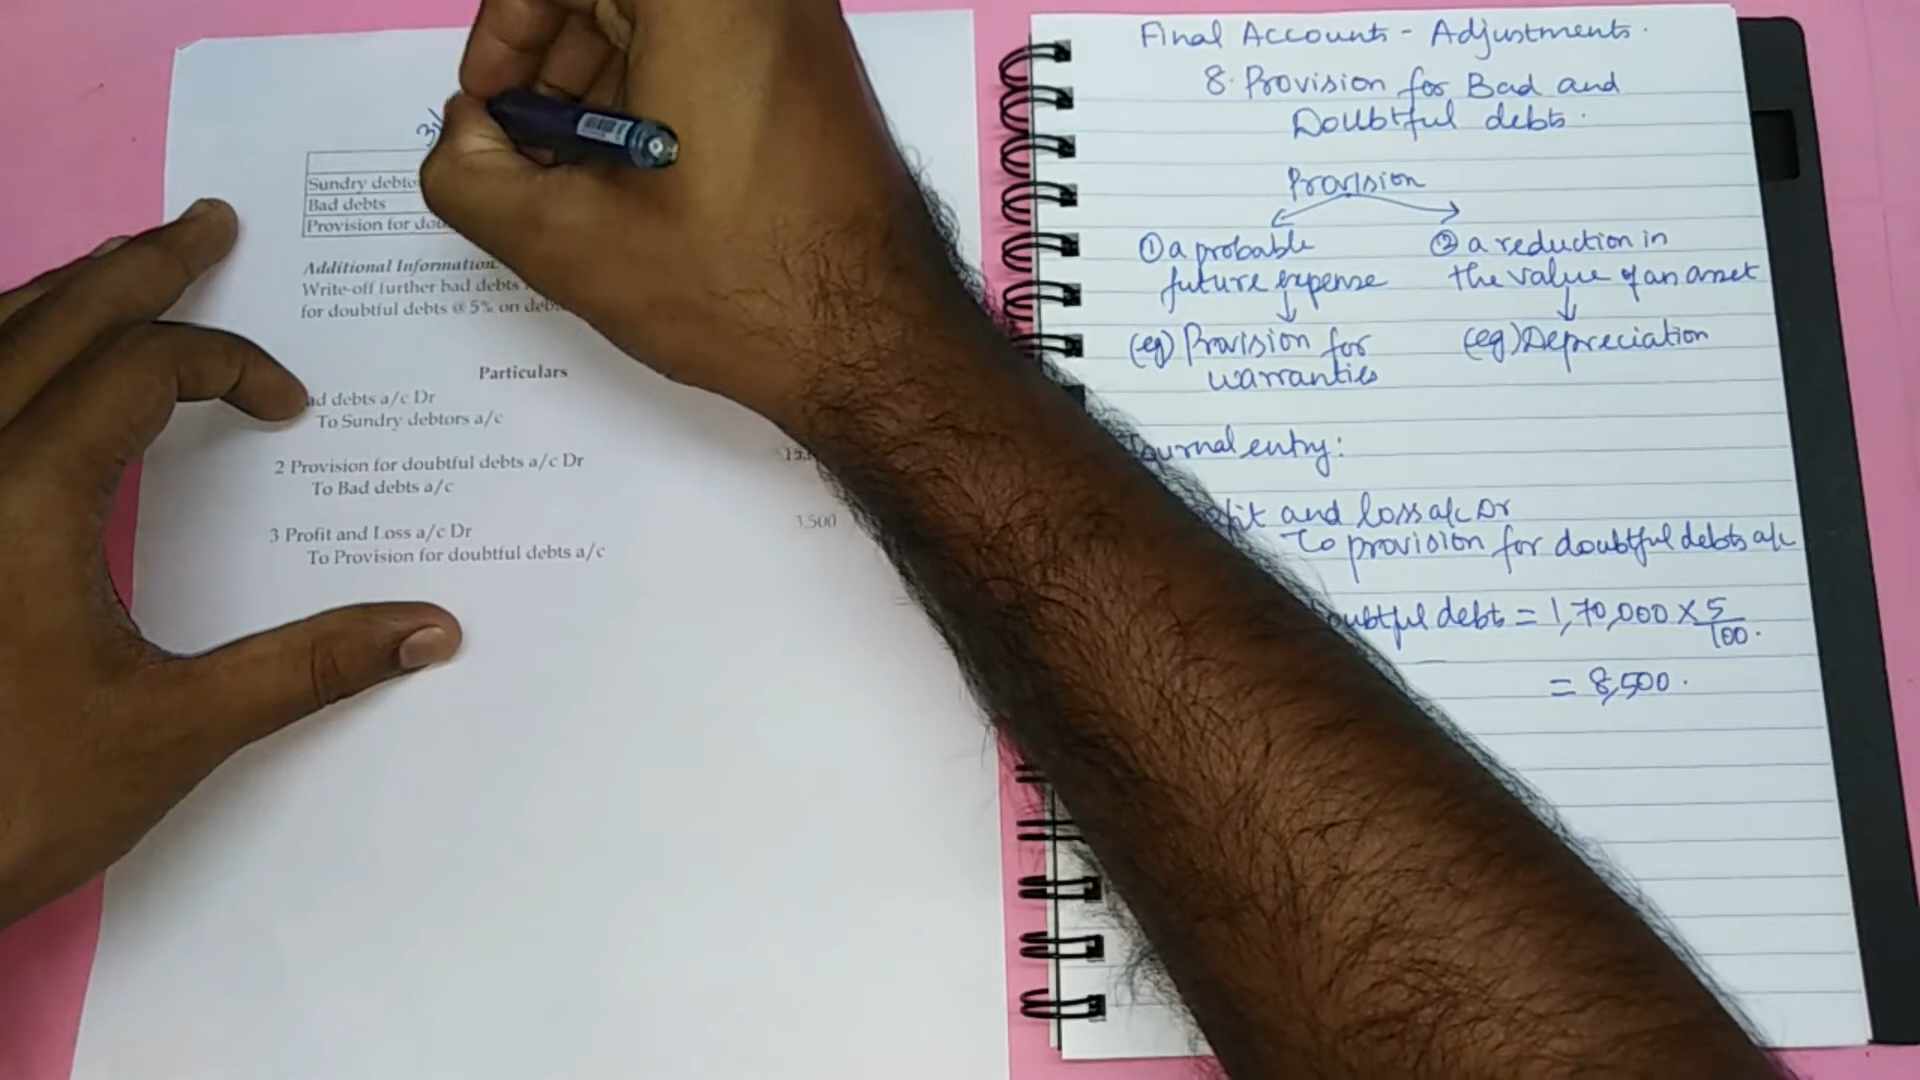 31
Sundry debto
Bad debts
Provision for dou
Additional Information.
Write-off further bad debts
for doubtful debts @ 5% on deb
Particulars
ad debts a/c Dr
To Sundry debtors a/c
2 Provision for doubtful debts a/c Dr
To Bad debts a/c
3 Profit and Loss a/c Dr
3,500
To Provision for doubtful debts a/c
Final Accounts - Adjustments.
8. Provision for Bad and
Doubtful debts.
Provision
① a probable
future expense
(eg) Provision for
warranties
② a reduction in
the value of an asset
(eg) Depreciation
Journal entry:
ofit and loss a/c Dr
To provision for doubtful debts a/c
oubtful debt = 1,70,000 × 5/100.
= 8,500.